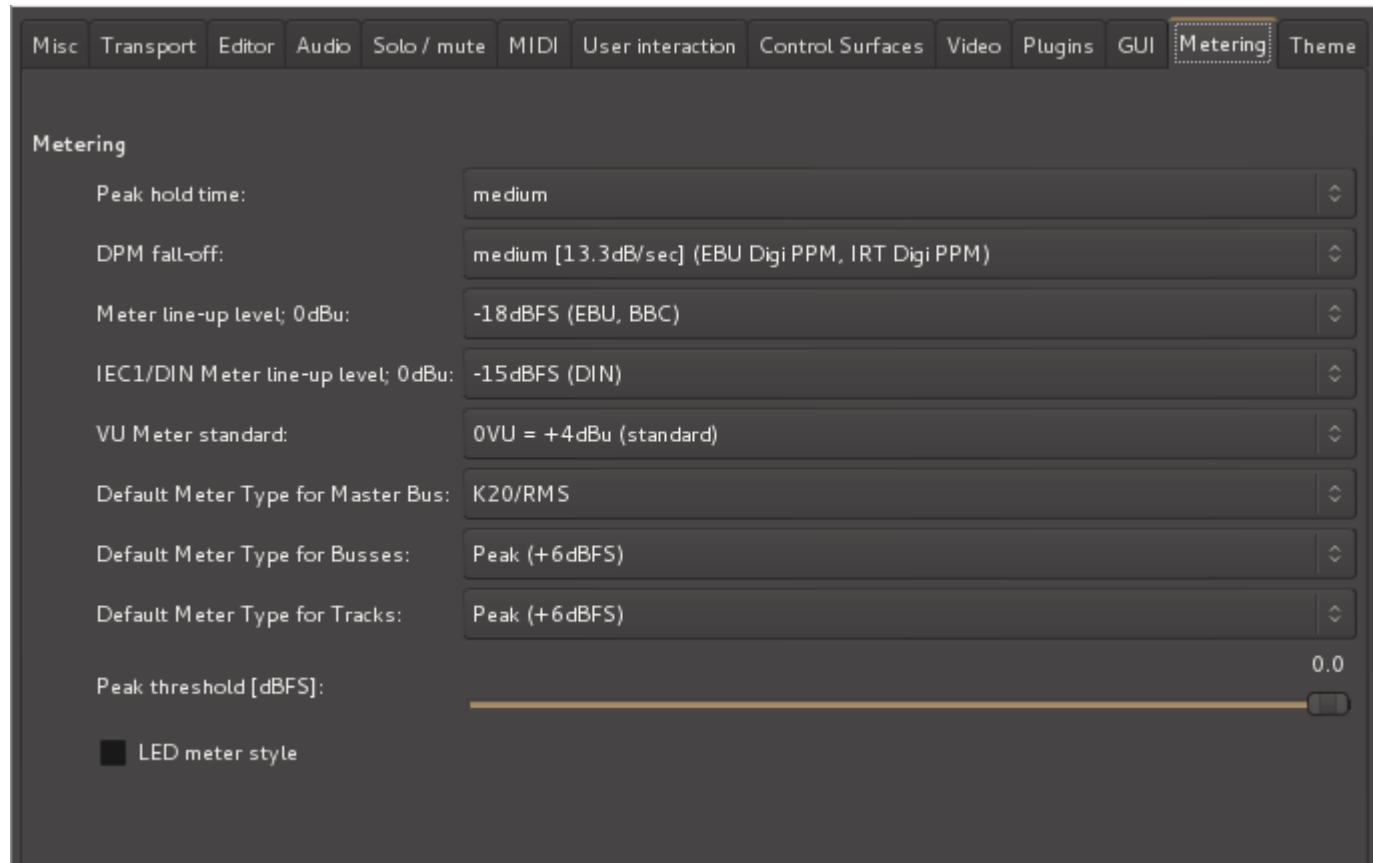 Misc Transport Editor Audio Solo / mute MIDI User interaction Control Surfaces Video Plugins GUI Metering Theme
Metering
Peak hold time: medium
DPM fall-off: medium [13.3dB/sec] (EBU Digi PPM, IRT Digi PPM)
Meter line-up level; 0dBu: -18dBFS (EBU, BBC)
IEC1/DIN Meter line-up level; 0dBu: -15dBFS (DIN)
VU Meter standard: 0VU = +4dBu (standard)
Default Meter Type for Master Bus: K20/RMS
Default Meter Type for Busses: Peak (+6dBFS)
Default Meter Type for Tracks: Peak (+6dBFS)
0.0
Peak threshold [dBFS]:
LED meter style